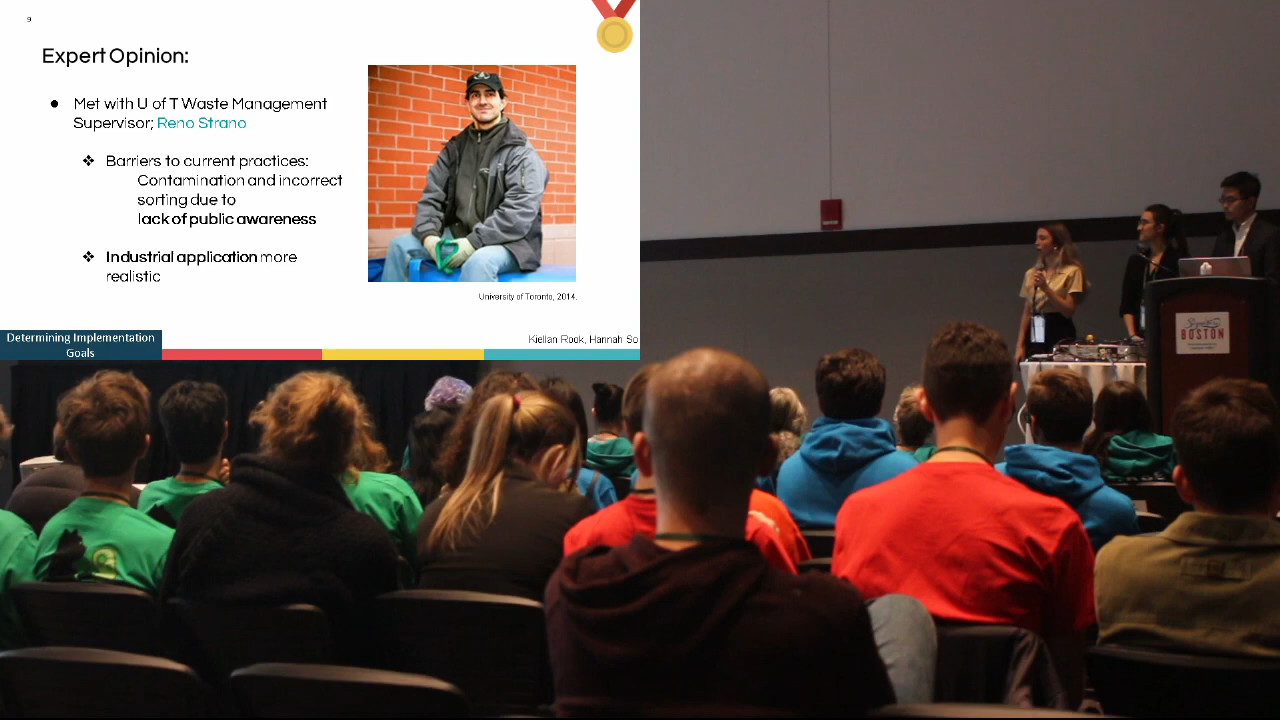 9
Expert Opinion:
● Met with U of T Waste Management
Supervisor; Reno Strano
❖ Barriers to current practices:
Contamination and incorrect
sorting due to
lack of public awareness
❖ Industrial application more
realistic
University of Toronto, 2014.
Determining Implementation
Goals
Kiellan Rook, Hannah So
BOSTON